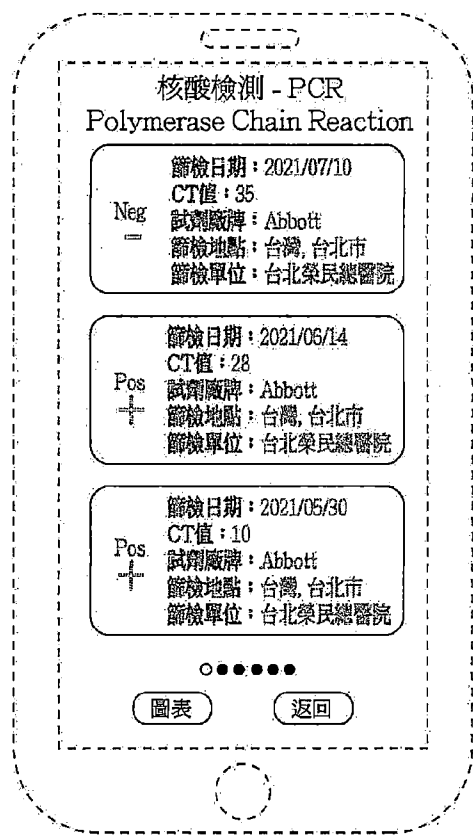 核酸檢測 - PCR
Polymerase Chain Reaction
篩檢日期：2021/07/10
CT值：35
Neg
試劑廠牌：Abbott
−
篩檢地點：台灣, 台北市
篩檢單位：台北榮民總醫院
篩檢日期：2021/06/14
CT值：28
Pos
試劑廠牌：Abbott
+
篩檢地點：台灣, 台北市
篩檢單位：台北榮民總醫院
篩檢日期：2021/05/30
CT值：10
Pos
試劑廠牌：Abbott
+
篩檢地點：台灣, 台北市
篩檢單位：台北榮民總醫院
圖表
返回